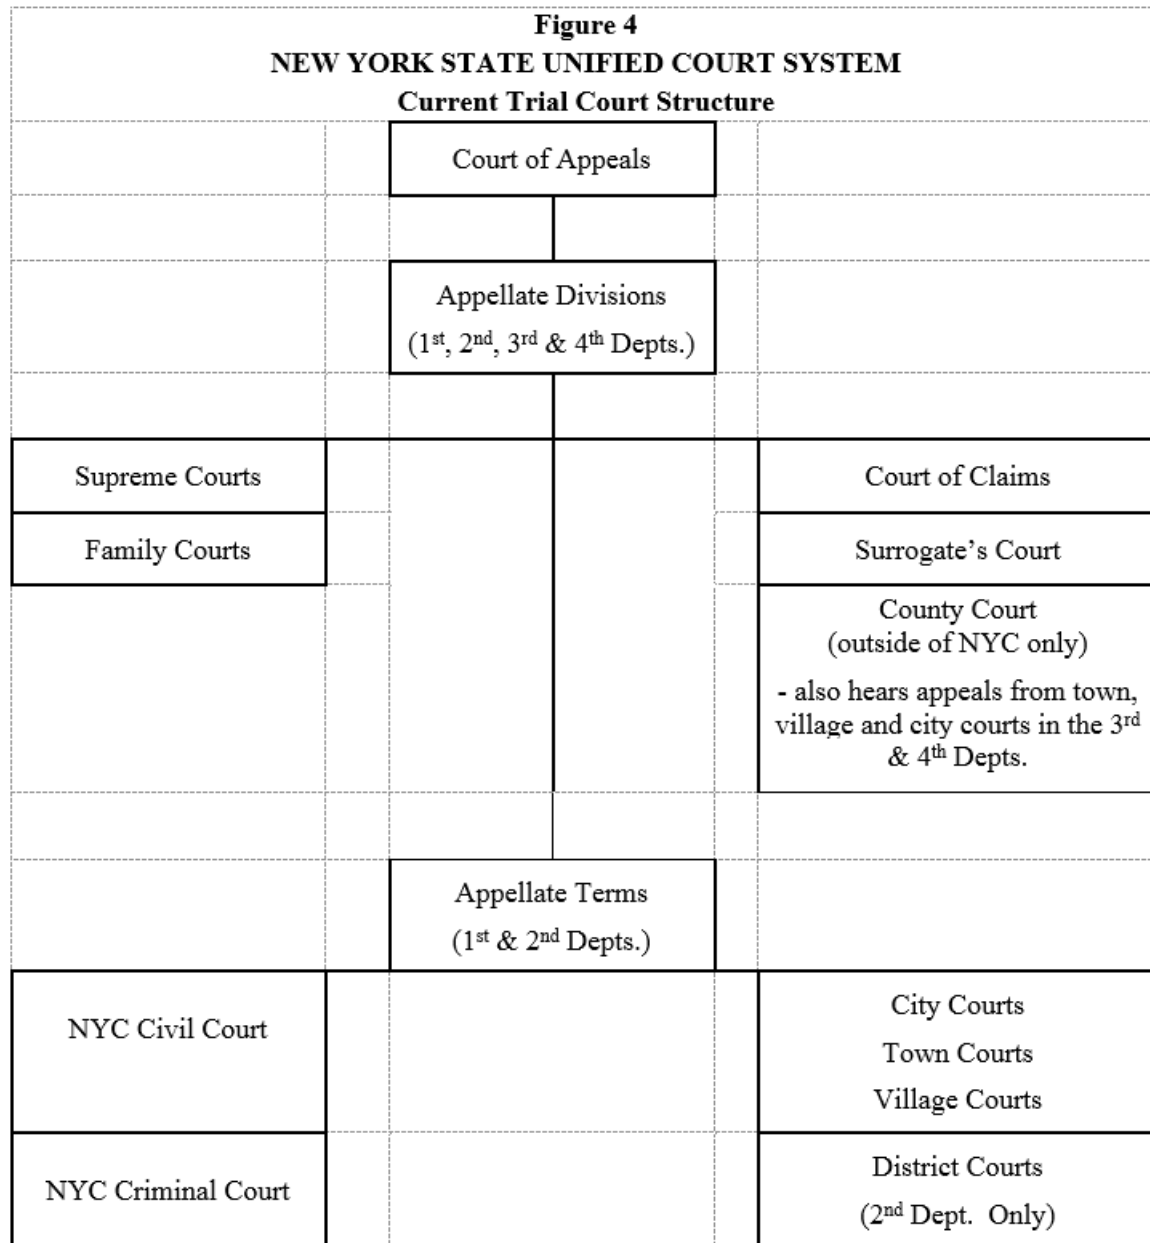 Figure 4
NEW YORK STATE UNIFIED COURT SYSTEM
Current Trial Court Structure
Court of Appeals
Appellate Divisions
(1st, 2nd, 3rd & 4th Depts.)
Supreme Courts
Family Courts
Court of Claims
Surrogate’s Court
County Court
(outside of NYC only)
- also hears appeals from town,
village and city courts in the 3rd
& 4th Depts.
Appellate Terms
(1st & 2nd Depts.)
NYC Civil Court
NYC Criminal Court
City Courts
Town Courts
Village Courts
District Courts
(2nd Dept.  Only)